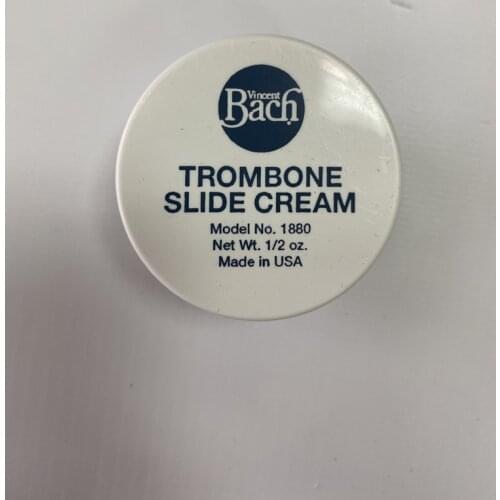 Vincent
Bach
TROMBONE
SLIDE CREAM
Model No. 1880
Net Wt. 1/2 oz.
Made in USA